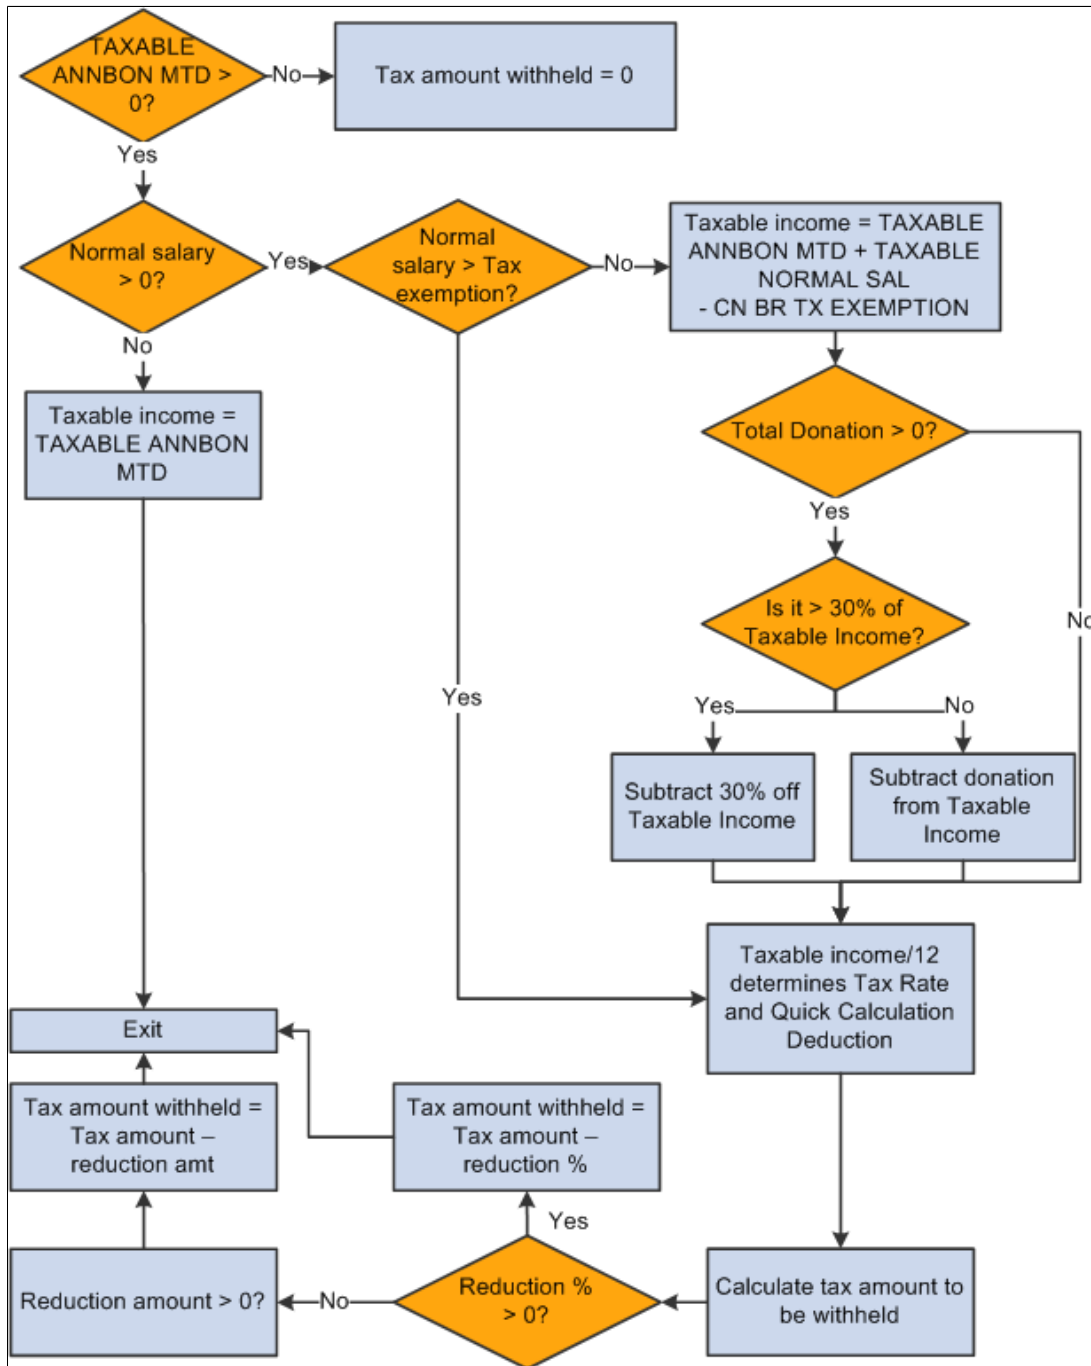 TAXABLE
ANNBON MTD >
0?
No
Tax amount withheld = 0
Yes
Normal salary
> 0?
Yes
Normal
salary > Tax
exemption?
No
Taxable income = TAXABLE
ANNBON MTD + TAXABLE
NORMAL SAL
- CN BR TX EXEMPTION
No
Taxable income =
TAXABLE ANNBON
MTD
Total Donation > 0?
Yes
No
Is it > 30% of
Taxable Income?
Yes
Yes
No
Subtract 30% off
Taxable Income
Subtract donation
from Taxable
Income
Taxable income/12
determines Tax Rate
and Quick Calculation
Deduction
Exit
Tax amount withheld =
Tax amount –
reduction amt
Tax amount withheld =
Tax amount –
reduction %
Yes
Reduction amount > 0?
No
Reduction %
> 0?
Calculate tax amount to
be withheld